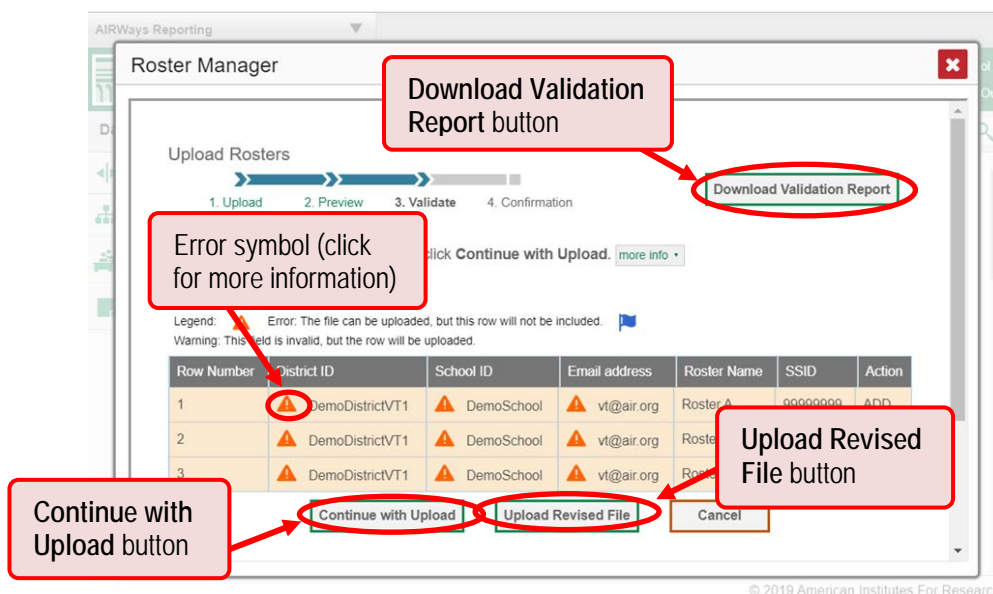 AIRWays Reporting
Roster Manager
Download Validation
Report button
Upload Rosters
1. Upload 2. Preview 3. Validate 4. Confirmation
Download Validation Report
Error symbol (click
for more information)
click Continue with Upload. more info
Legend: Error: The file can be uploaded, but this row will not be included.
Warning: This field is invalid, but the row will be uploaded.
Row Number District ID School ID Email address Roster Name SSID Action
1 DemoDistrictVT1 DemoSchool vt@air.org Roster A 99999999 ADD
2 DemoDistrictVT1 DemoSchool vt@air.org
3 DemoDistrictVT1 DemoSchool vt@air.org
Upload Revised
File button
Continue with
Upload button
Continue with Upload Upload Revised File Cancel
© 2019 American Institutes For